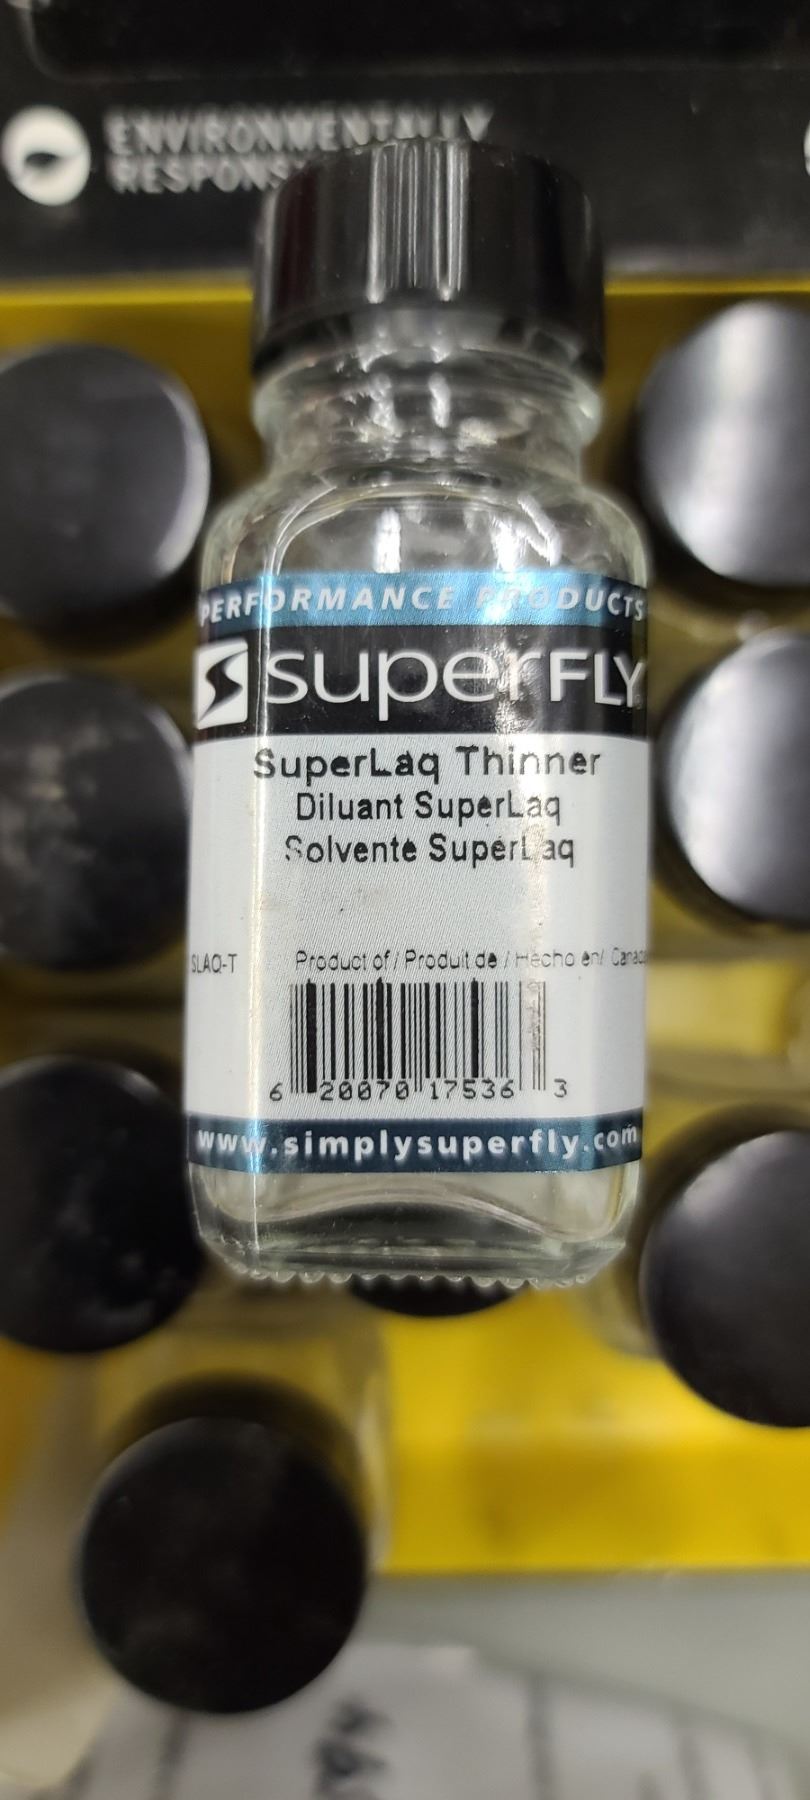 ENVIRONMENTALLY
PERFORMANCE PRODUCTS
superFLY
SuperLaq Thinner
Diluant SuperLaq
Solvente SuperLaq
SLAQ-T
Product of / Produit de / Hecho en/ Canada
6 20070 17536 3
www.simplysuperfly.com